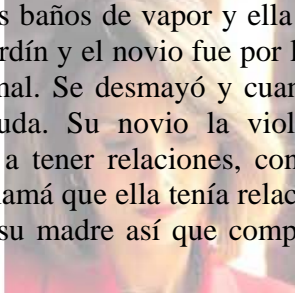 s baños de vapor y ella
rdín y el novio fue por l
nal. Se desmayó y cuan
uda. Su novio la viol
a tener relaciones, con
amá que ella tenía relac
su madre así que comp